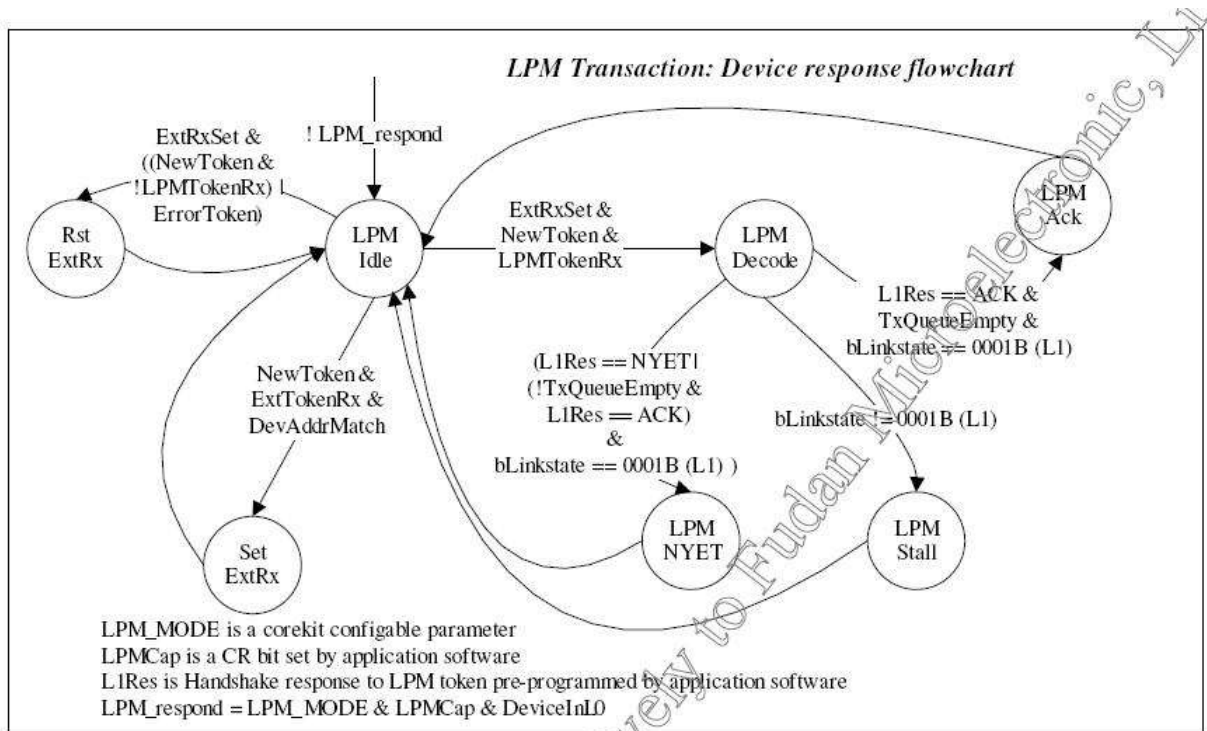 LPM Transaction: Device response flowchart
! LPM_respond
ExtRxSet &
((NewToken &
!LPMTokenRx) |
ErrorToken)
Rst
ExtRx
LPM
Idle
ExtRxSet &
NewToken &
LPMTokenRx
LPM
Decode
LPM
Ack
L1Res == ACK &
TxQueueEmpty &
bLinkstate == 0001B (L1)
NewToken &
ExtTokenRx &
DevAddrMatch
(L1Res == NYET|
(!TxQueueEmpty &
L1Res == ACK)
&
bLinkstate == 0001B (L1) )
bLinkstate != 0001B (L1)
Set
ExtRx
LPM
NYET
LPM
Stall
LPM_MODE is a corekit configable parameter
LPMCap is a CR bit set by application software
L1Res is Handshake response to LPM token pre-programmed by application software
LPM_respond = LPM_MODE & LPMCap & DeviceInL0
to Fudan Microelectronic,